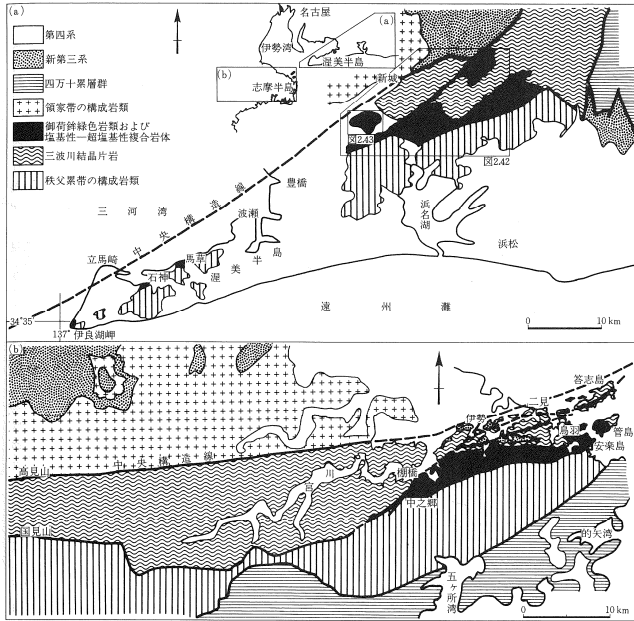 (a)
第四系
新第三系
四万十累層群
領家帯の構成岩類
御荷鉾緑色岩類および
塩基性—超塩基性複合岩体
三波川結晶片岩
秩父累帯の構成岩類
名古屋
伊勢湾
(a)
渥美半島
(b)
志摩半島
新城
図2.43
図2.42
豊橋
波瀬
三河湾
中央構造線
立馬崎
馬草
石神
渥美半島
浜名湖
浜松
遠州灘
34°35
137°
伊良湖岬
0 10 km
(b)
答志島
二見
伊勢
鳥羽
菅島
安楽島
高見山
中央構造線
宮川
棚橋
中之郷
国見山
的矢湾
五ヶ所湾
0 10 km